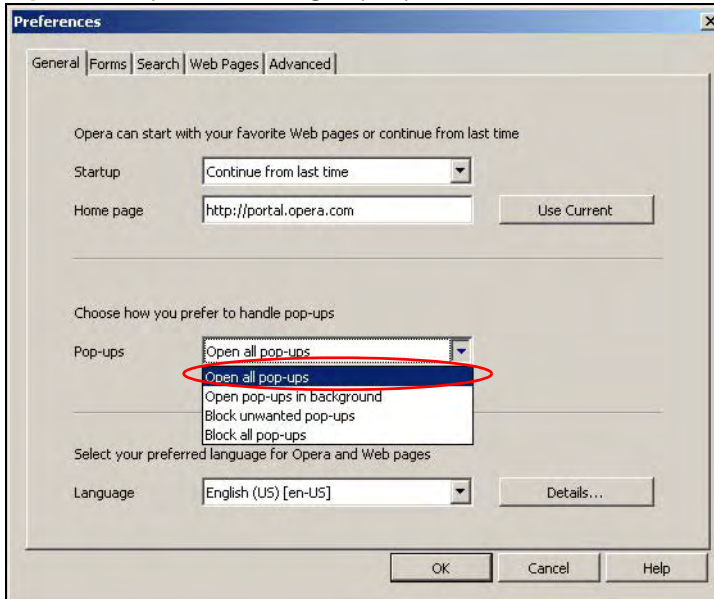 Preferences
General Forms Search Web Pages Advanced
Opera can start with your favorite Web pages or continue from last time
Startup Continue from last time
Home page http://portal.opera.com Use Current
Choose how you prefer to handle pop-ups
Pop-ups Open all pop-ups
Open all pop-ups
Open pop-ups in background
Block unwanted pop-ups
Block all pop-ups
Select your preferred language for Opera and Web pages
Language English (US) [en-US] Details...
OK Cancel Help